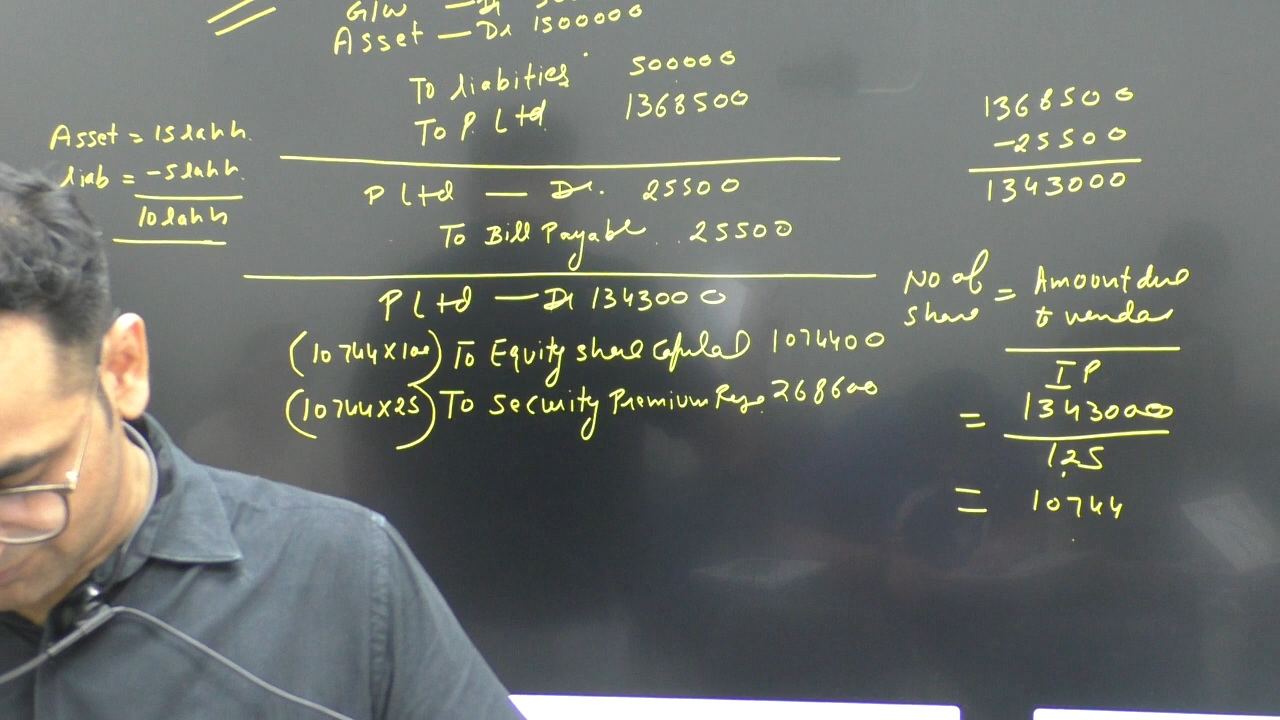 G/W — Dr
Asset — Dr 1500000
To liabities 500000
To P. Ltd. 1368500
Asset = 15 lakh.
liab = -5 lakh.
10 lakh
P Ltd — Dr. 25500
To Bill Payable 25500
P Ltd — Dr 1343000
(10744x100) To Equity share Capital 1074400
(10744x25) To Security Premium Res. 268600
1368500
-25500
1343000
No of share = Amount due to vendor
IP
= 1343000
125
= 10744